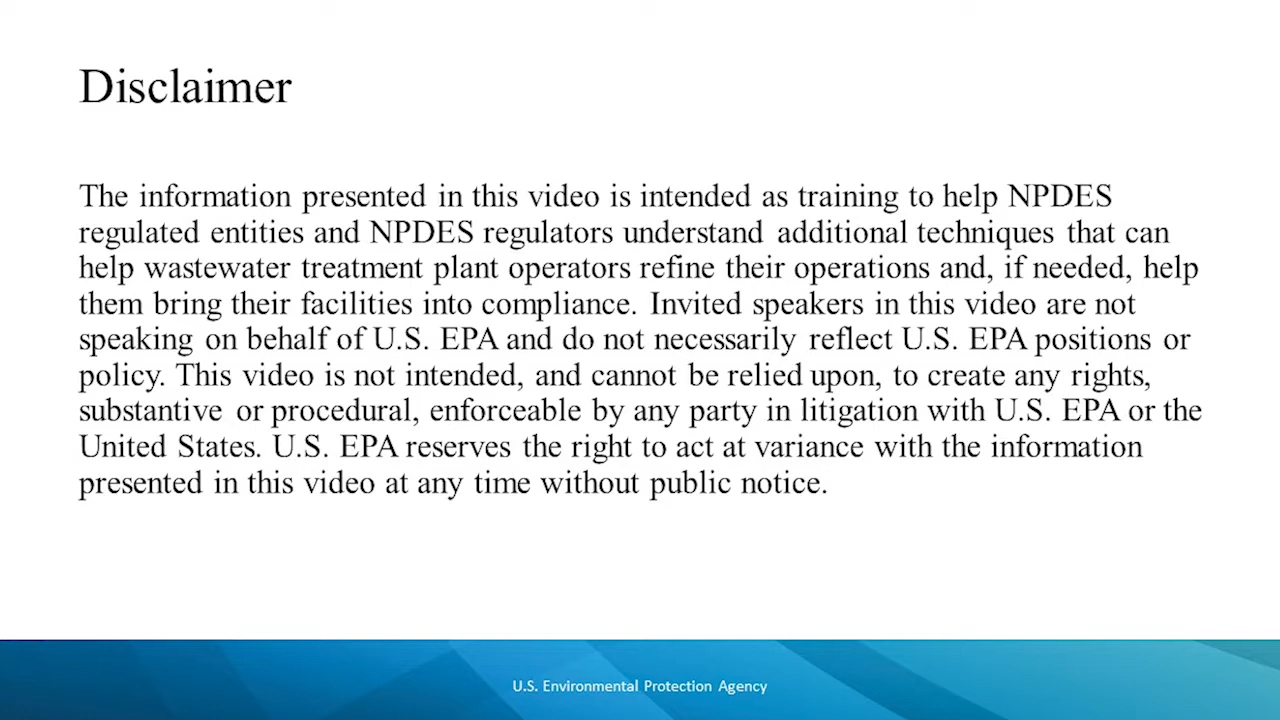 Disclaimer
The information presented in this video is intended as training to help NPDES
regulated entities and NPDES regulators understand additional techniques that can
help wastewater treatment plant operators refine their operations and, if needed, help
them bring their facilities into compliance. Invited speakers in this video are not
speaking on behalf of U.S. EPA and do not necessarily reflect U.S. EPA positions or
policy. This video is not intended, and cannot be relied upon, to create any rights,
substantive or procedural, enforceable by any party in litigation with U.S. EPA or the
United States. U.S. EPA reserves the right to act at variance with the information
presented in this video at any time without public notice.
U.S. Environmental Protection Agency